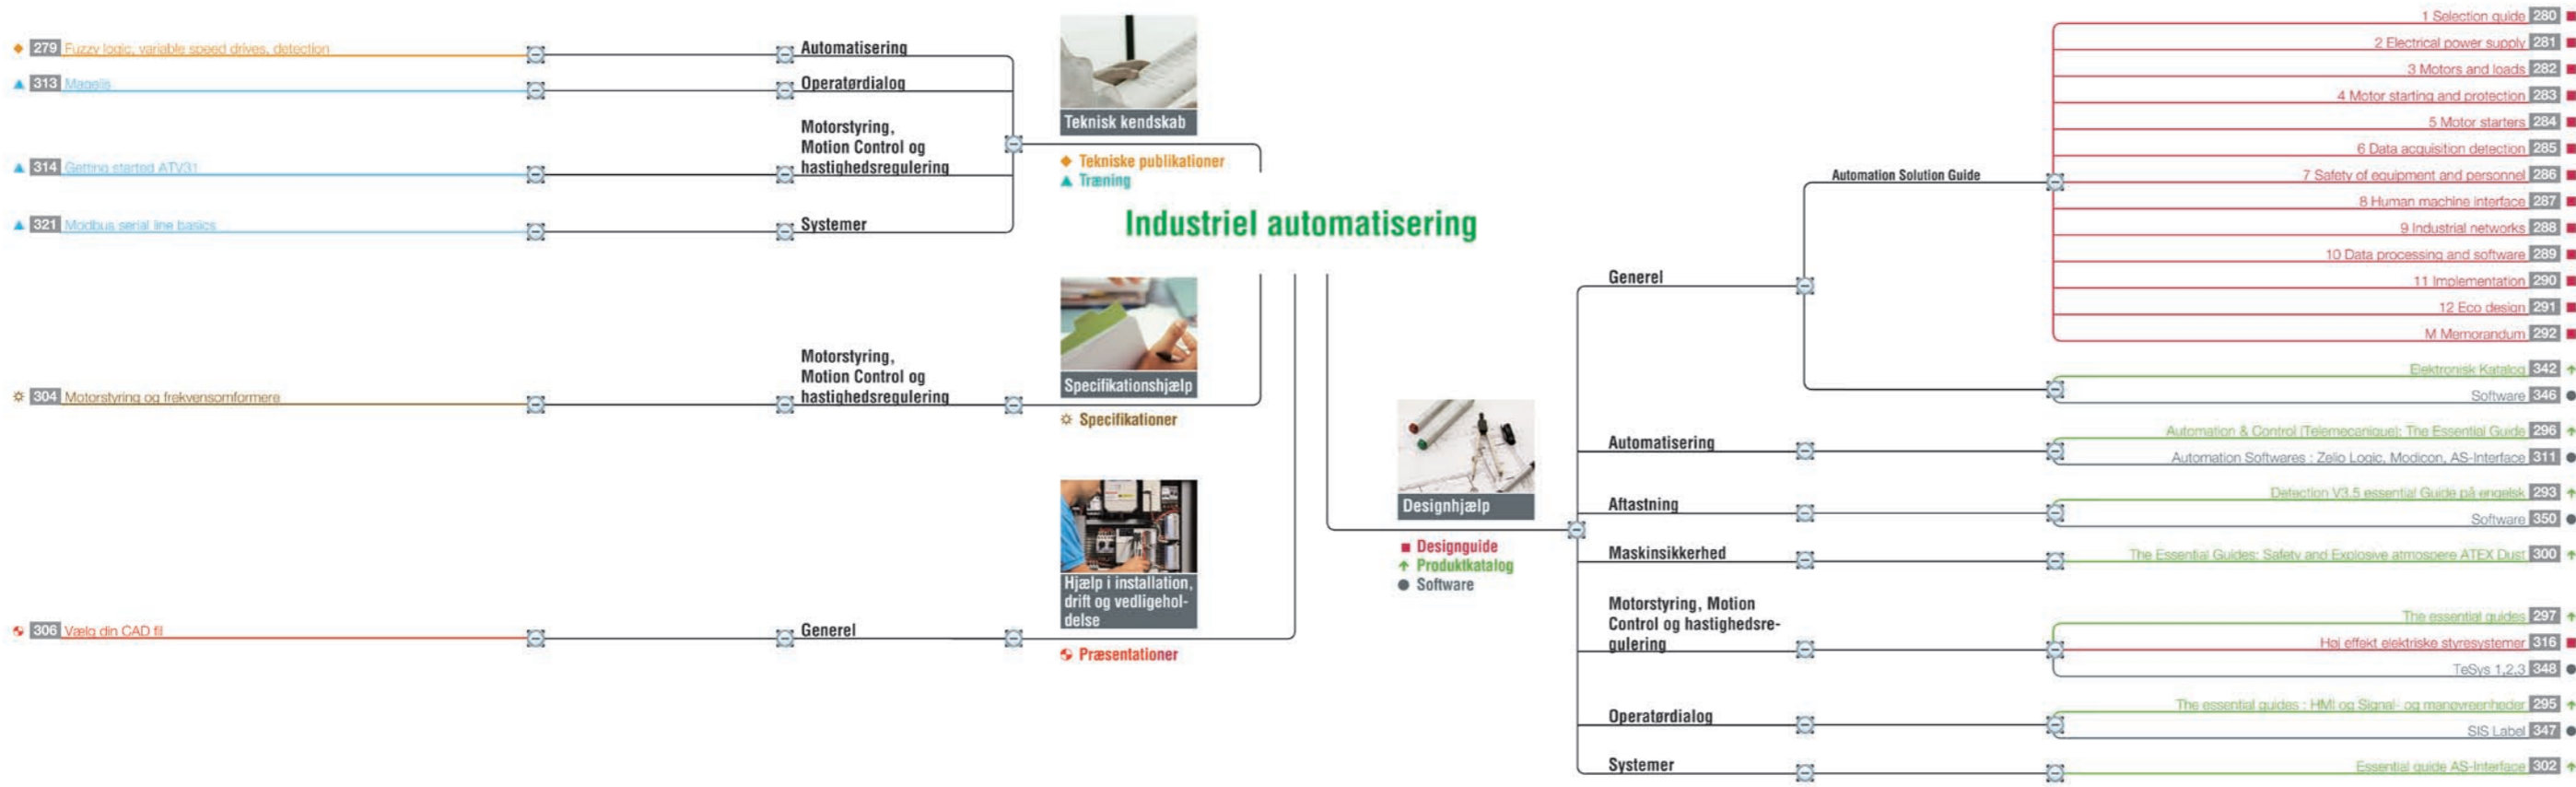 279 Fuzzy logic, variable speed drives, detection
Automatisering
313 Magelis
Operatørdialog
Motorstyring,
Motion Control og
hastighedsregulering
314 Getting started ATV31
321 Modbus serial line basics
Systemer
Teknisk kendskab
Tekniske publikationer
Træning
Industriel automatisering
304 Motorstyring og frekvensomformere
Motorstyring,
Motion Control og
hastighedsregulering
Specifikationshjælp
Specifikationer
306 Vælg din CAD fil
Generel
Hjælp i installation,
drift og vedligehol-
delse
Præsentationer
Designhjælp
Designguide
Produktkatalog
Software
Generel
Automation Solution Guide
1 Selection guide 280
2 Electrical power supply 281
3 Motors and loads 282
4 Motor starting and protection 283
5 Motor starters 284
6 Data acquisition detection 285
7 Safety of equipment and personnel 286
8 Human machine interface 287
9 Industrial networks 288
10 Data processing and software 289
11 Implementation 290
12 Eco design 291
M Memorandum 292
Elektronisk Katalog 342
Software 346
Automatisering
Automation & Control (Telemecanique): The Essential Guide 296
Automation Softwares : Zelio Logic, Modicon, AS-Interface 311
Aftastning
Detection V3.5 essential Guide på engelsk 293
Software 350
Maskinsikkerhed
The Essential Guides: Safety and Explosive atmospere ATEX Dust 300
Motorstyring, Motion
Control og hastighedsre-
gulering
The essential guides 297
Høj effekt elektriske styresystemer 316
TeSys 1,2,3 348
Operatørdialog
The essential guides : HMI og Signal- og manøvreenheder 295
SIS Label 347
Systemer
Essential guide AS-Interface 302